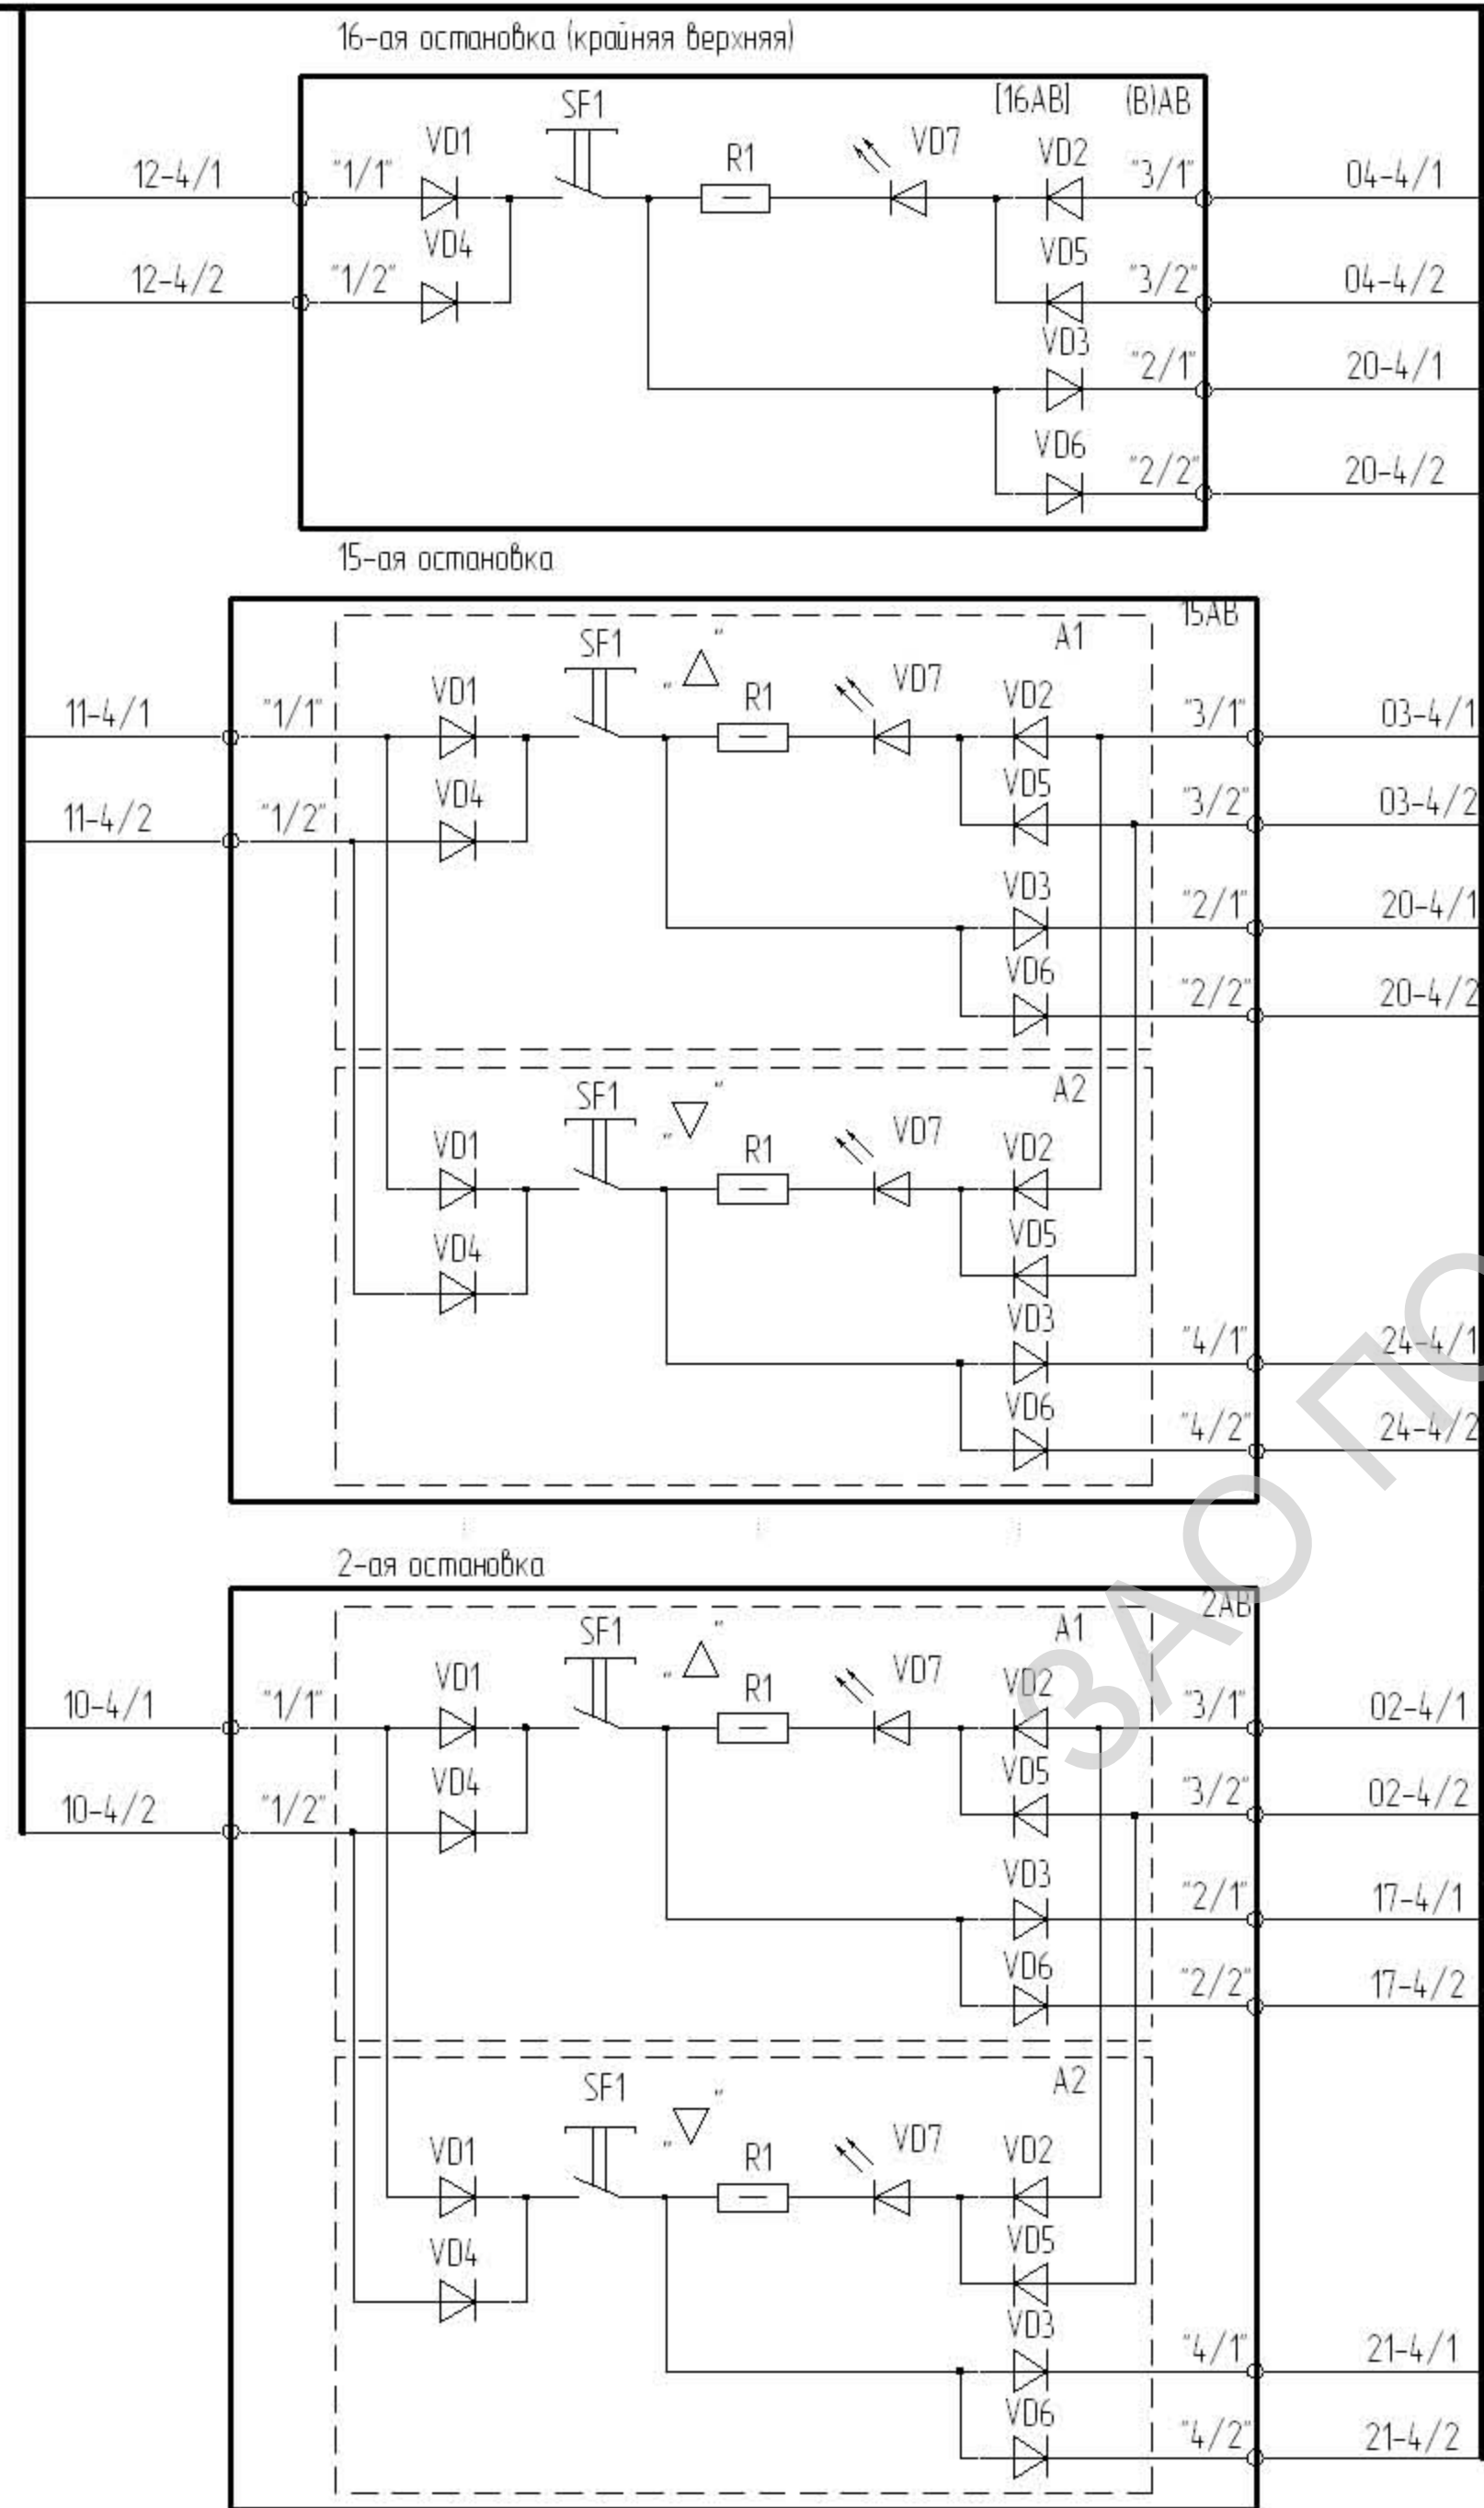 16-ая остановка (крайняя верхняя)
SF1 [16АВ] (В)АВ
VD1 R1 VD7 VD2
12-4/1 "1/1" "3/1" 04-4/1
VD4 VD5
12-4/2 "1/2" "3/2" 04-4/2
VD3
"2/1" 20-4/1
VD6
"2/2" 20-4/2
15-ая остановка
15АВ
SF1 " " А1
VD1 R1 VD7 VD2
11-4/1 "1/1" "3/1" 03-4/1
VD4 VD5
11-4/2 "1/2" "3/2" 03-4/2
VD3
"2/1" 20-4/1
VD6
"2/2" 20-4/2
SF1 " " А2
VD1 R1 VD7 VD2
VD4 VD5
VD3
"4/1" 24-4/1
VD6
"4/2" 24-4/2
2-ая остановка
2АВ
SF1 " " А1
VD1 R1 VD7 VD2
10-4/1 "1/1" "3/1" 02-4/1
VD4 VD5
10-4/2 "1/2" "3/2" 02-4/2
VD3
"2/1" 17-4/1
VD6
"2/2" 17-4/2
SF1 " " А2
VD1 R1 VD7 VD2
VD4 VD5
VD3
"4/1" 21-4/1
VD6
"4/2" 21-4/2
ЗАО ПО